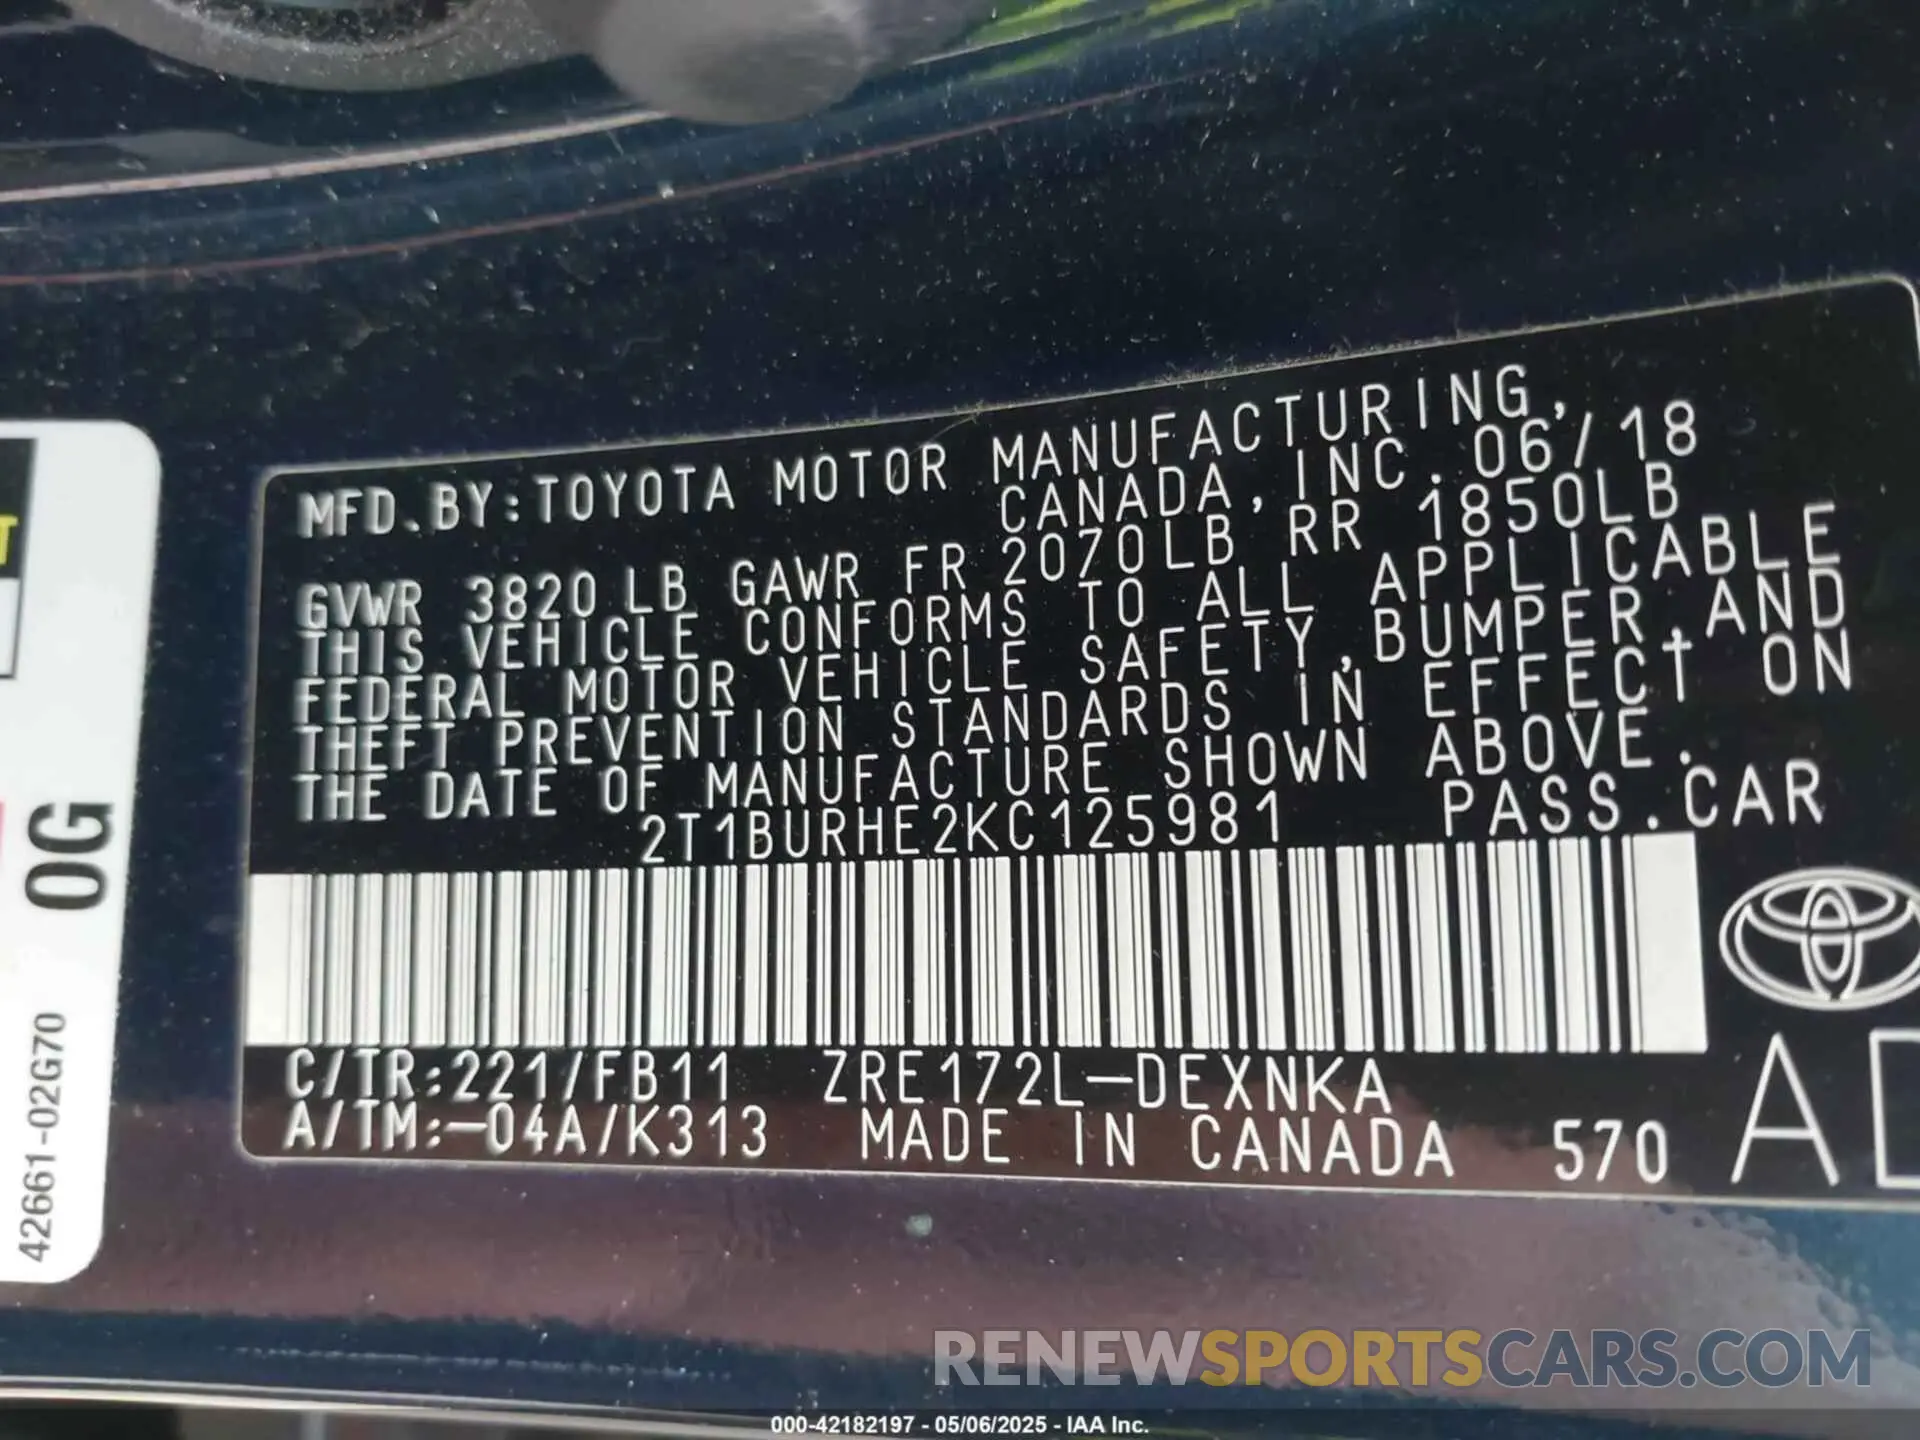 MFD.BY:TOYOTA MOTOR MANUFACTURING,
CANADA,INC.06/18
GVWR 3820LB GAWR FR 2070LB RR 1850LB
THIS VEHICLE CONFORMS TO ALL APPLICABLE
FEDERAL MOTOR VEHICLE SAFETY,BUMPER,AND
THEFT PREVENTION STANDARDS IN EFFECT ON
THE DATE OF MANUFACTURE SHOWN ABOVE.
2T1BURHE2KC125981 PASS.CAR
C/TR:221/FB11 ZRE172L-DEXNKA
A/TM:-04A/K313 MADE IN CANADA 570
0G
42661-02G70
RENEWSPORTSCARS.COM
000-42182197 - 05/06/2025 - IAA Inc.